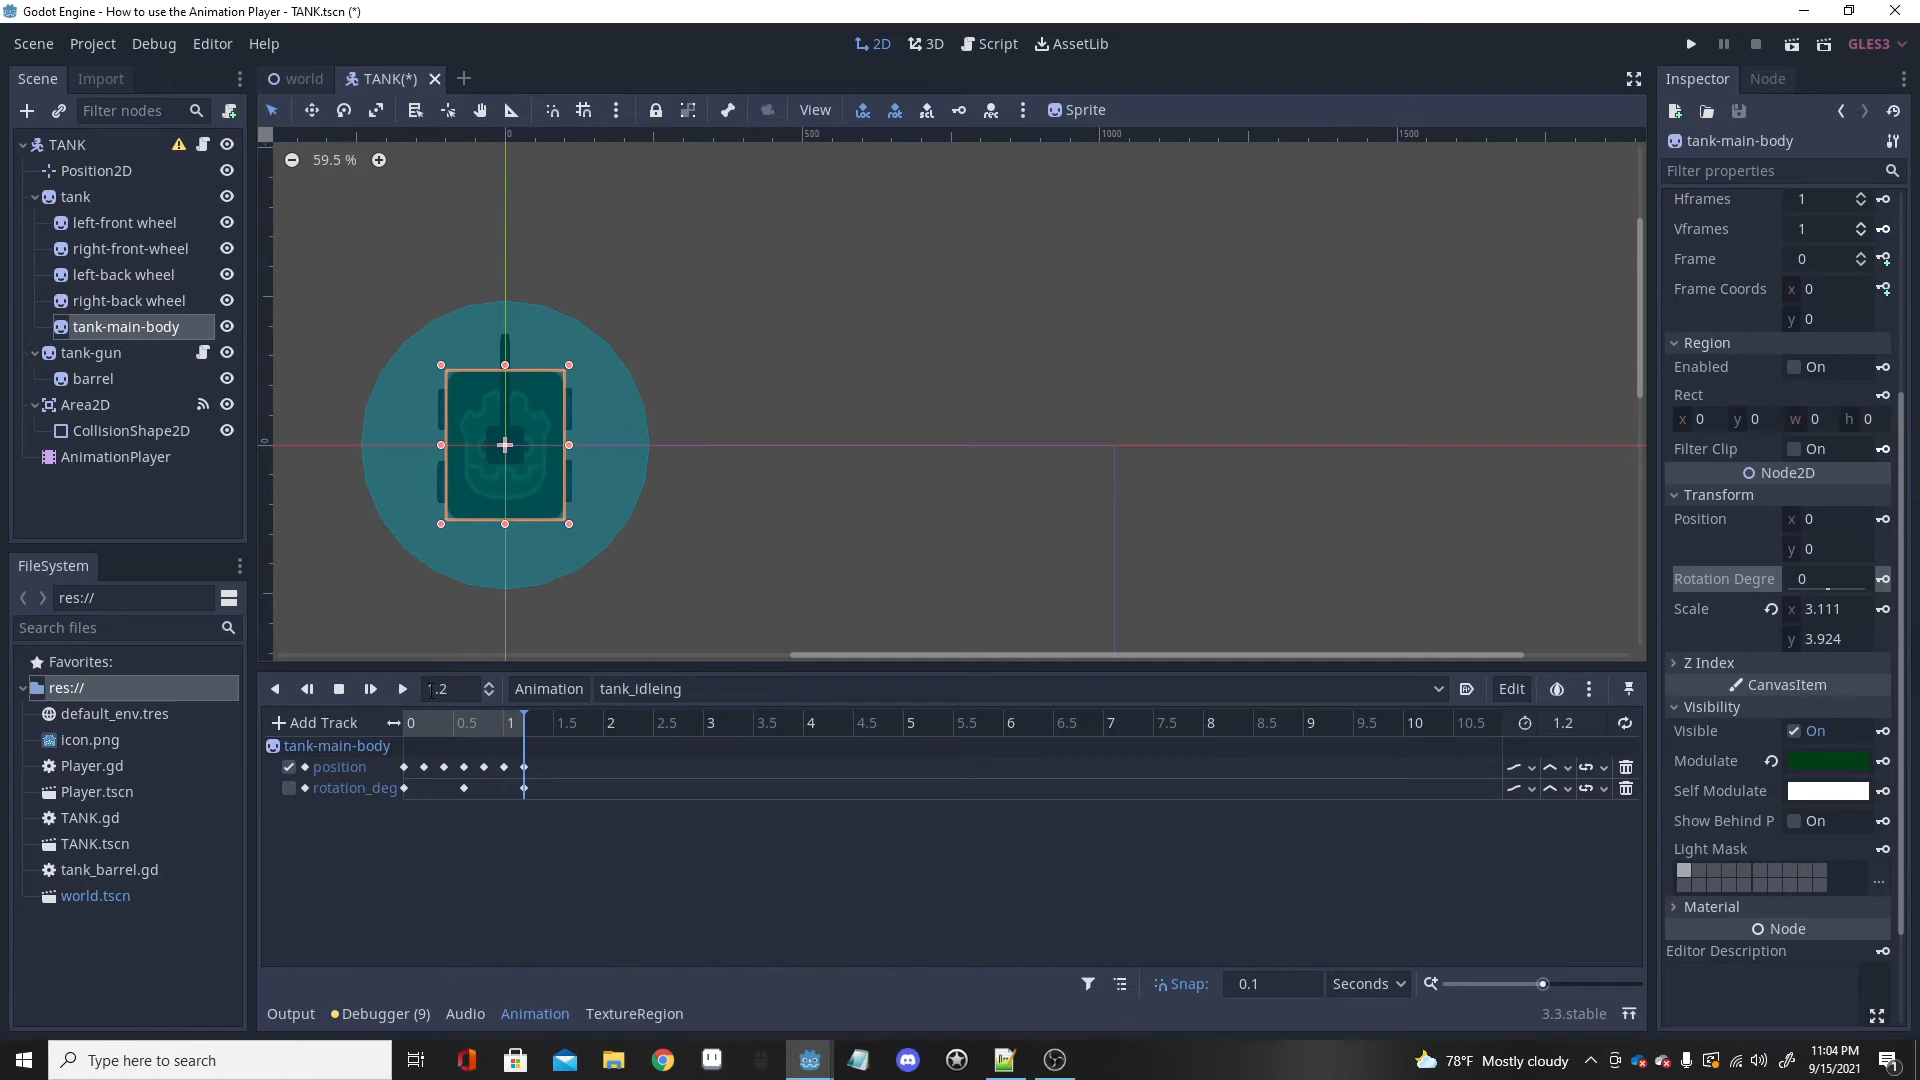 Godot Engine - How to use the Animation Player - TANK.tscn (*)
Scene Project Debug Editor Help
2D 3D Script AssetLib
GLES3
Scene Import
world TANK(*)
Inspector Node
Filter nodes
View Sprite
TANK
Position2D
tank
left-front wheel
right-front-wheel
left-back wheel
right-back wheel
tank-main-body
tank-gun
barrel
Area2D
CollisionShape2D
AnimationPlayer
0 500 1000 1500
59.5 %
0
tank-main-body
Filter properties
Hframes 1
Vframes 1
Frame 0
Frame Coords x 0
y 0
Region
Enabled On
Rect
x 0 y 0 w 0 h 0
Filter Clip On
Node2D
Transform
Position x 0
y 0
Rotation Degre 0
Scale x 3.111
y 3.924
Z Index
CanvasItem
Visibility
Visible On
Modulate
Self Modulate
Show Behind P On
Light Mask
...
Material
Node
Editor Description
FileSystem
res://
Search files
Favorites:
res://
default_env.tres
icon.png
Player.gd
Player.tscn
TANK.gd
TANK.tscn
tank_barrel.gd
world.tscn
.2 Animation tank_idleing Edit
Add Track 0 0.5 1 1.5 2 2.5 3 3.5 4 4.5 5 5.5 6 6.5 7 7.5 8 8.5 9 9.5 10 10.5 1.2
tank-main-body
position
rotation_deg
Snap: 0.1 Seconds
Output Debugger (9) Audio Animation TextureRegion 3.3.stable
Type here to search
78°F Mostly cloudy
11:04 PM
9/15/2021
1